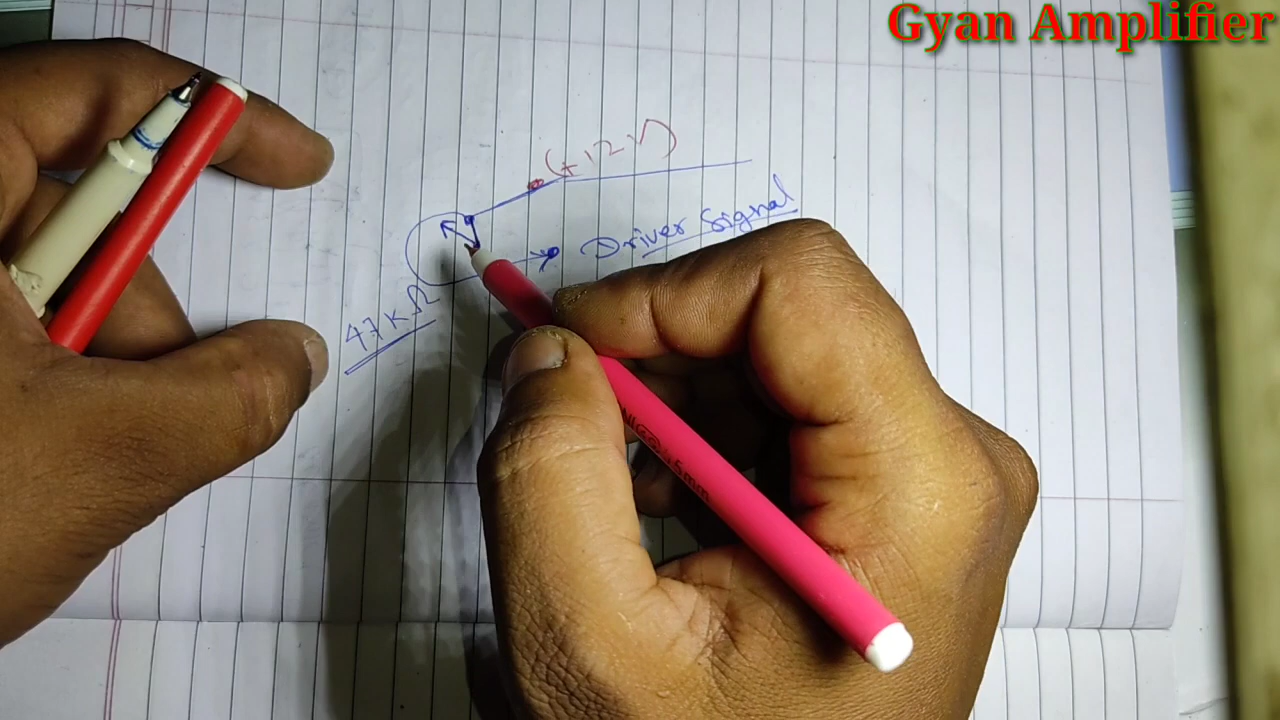 Gyan Amplifier
(+12V)
Driver Signal
47KΩ